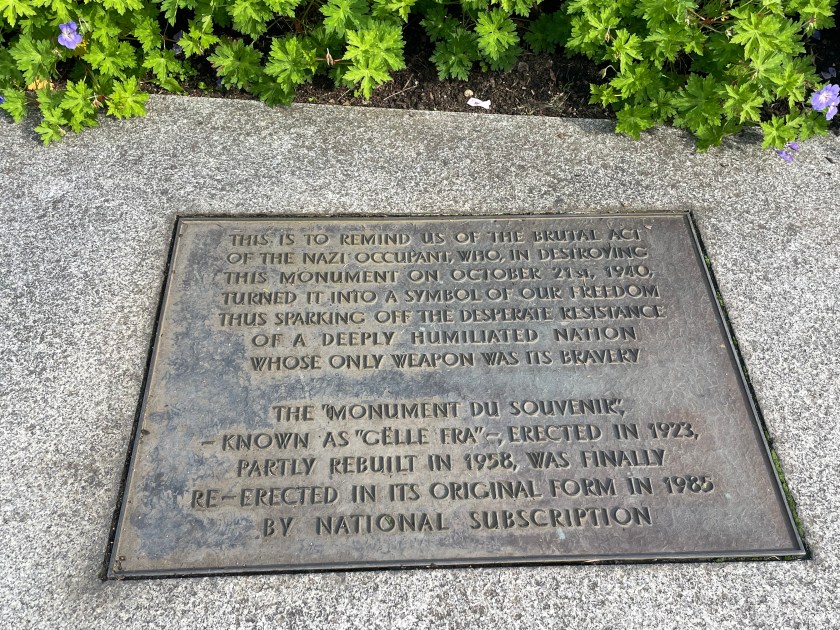 THIS IS TO REMIND US OF THE BRUTAL ACT
OF THE NAZI OCCUPANT, WHO, IN DESTROYING
THIS MONUMENT ON OCTOBER 21ST, 1940,
TURNED IT INTO A SYMBOL OF OUR FREEDOM
THUS SPARKING OFF THE DESPERATE RESISTANCE
OF A DEEPLY HUMILIATED NATION
WHOSE ONLY WEAPON WAS ITS BRAVERY
THE "MONUMENT DU SOUVENIR",
– KNOWN AS "GËLLE FRA" –, ERECTED IN 1923,
PARTLY REBUILT IN 1958, WAS FINALLY
RE–ERECTED IN ITS ORIGINAL FORM IN 1985
BY NATIONAL SUBSCRIPTION